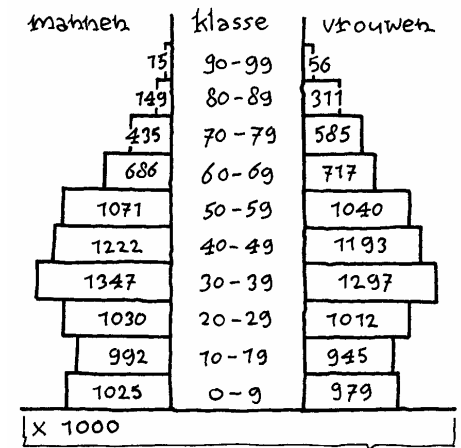 mannen klasse vrouwen
15 90-99 56
149 80-89 311
435 70-79 585
686 60-69 717
1071 50-59 1040
1222 40-49 1193
1347 30-39 1297
1030 20-29 1012
992 10-19 945
1025 0-9 979
x 1000